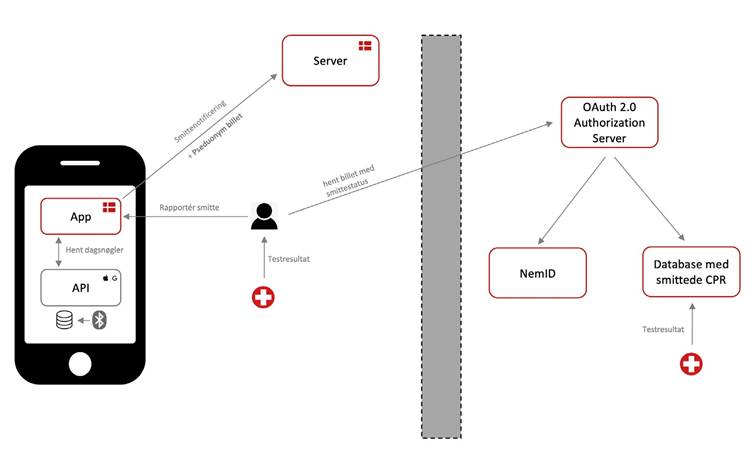 Server
OAuth 2.0
Authorization
Server
Smittenotificering
+ Pseduonym billet
hent billet med
smittestatus
App
Rapportér smitte
Hent dagsnøgler
API
G
Testresultat
NemID
Database med
smittede CPR
Testresultat